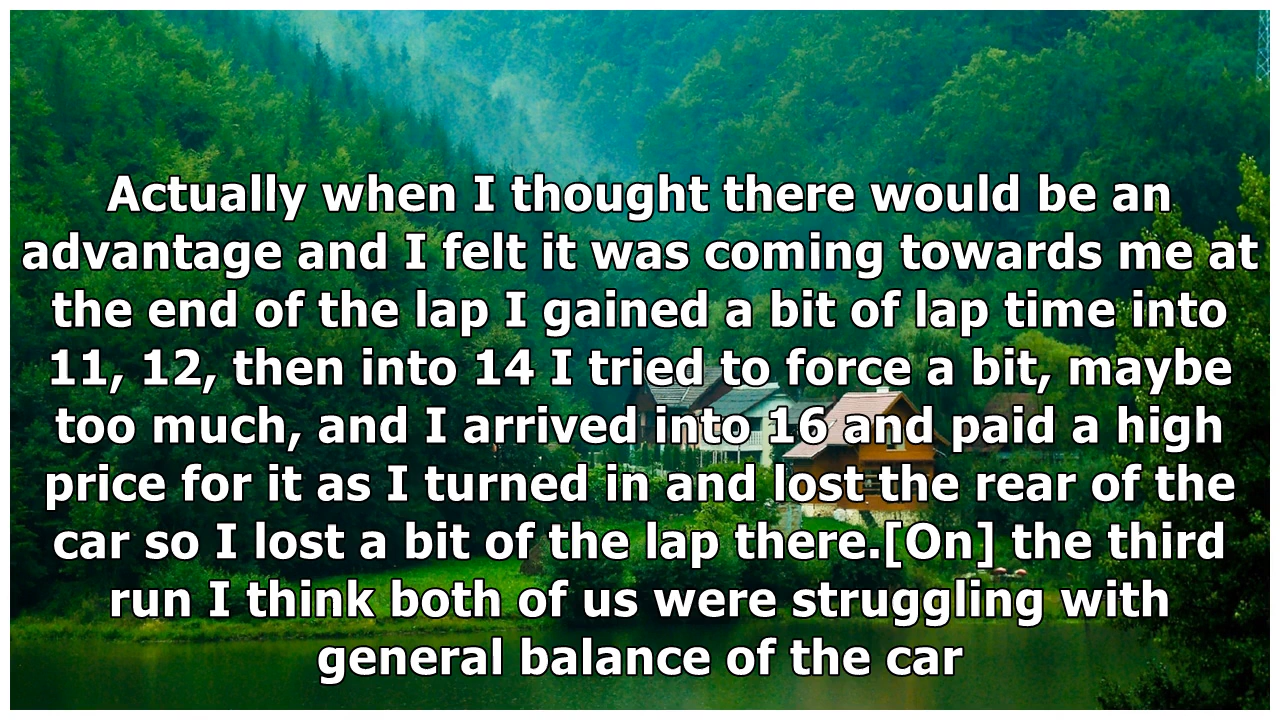 Actually when I thought there would be an
advantage and I felt it was coming towards me at
the end of the lap I gained a bit of lap time into
11, 12, then into 14 I tried to force a bit, maybe
too much, and I arrived into 16 and paid a high
price for it as I turned in and lost the rear of the
car so I lost a bit of the lap there.[On] the third
run I think both of us were struggling with
general balance of the car